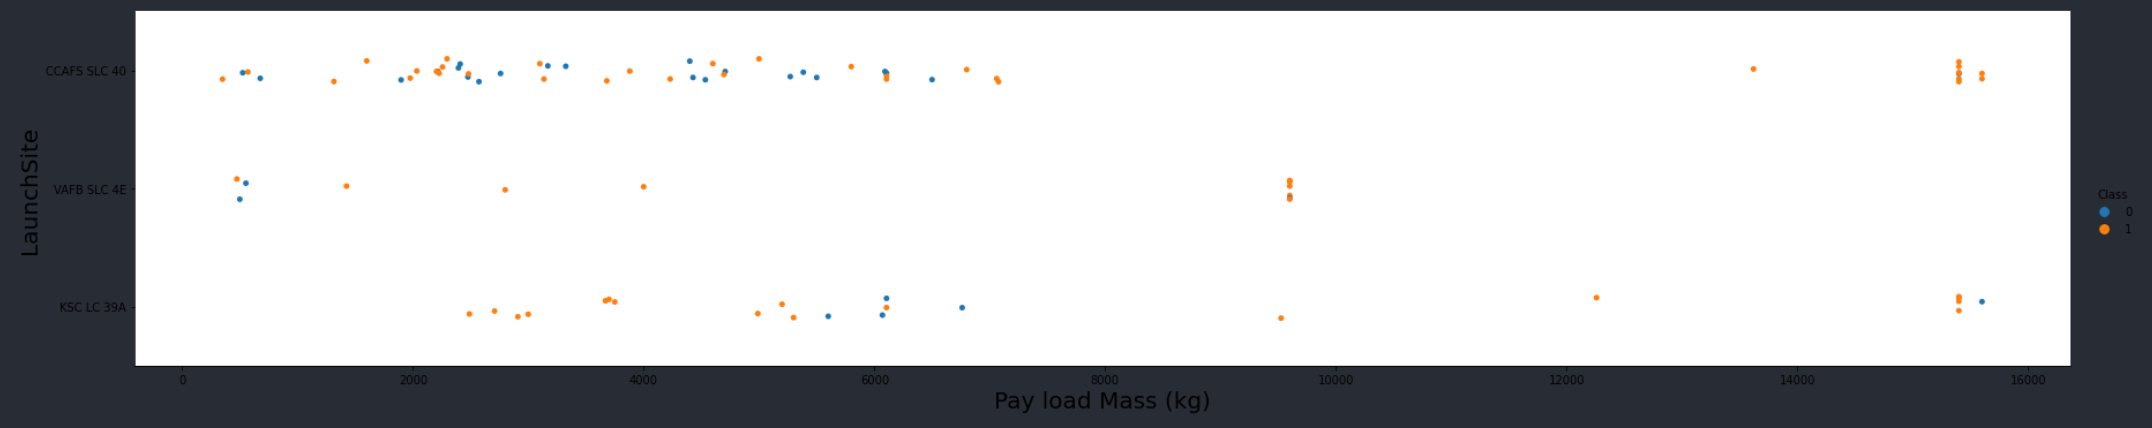 LaunchSite
CCAFS SLC 40
VAFB SLC 4E
KSC LC 39A
0 2000 4000 6000 8000 10000 12000 14000 16000
Pay load Mass (kg)
Class
0
1